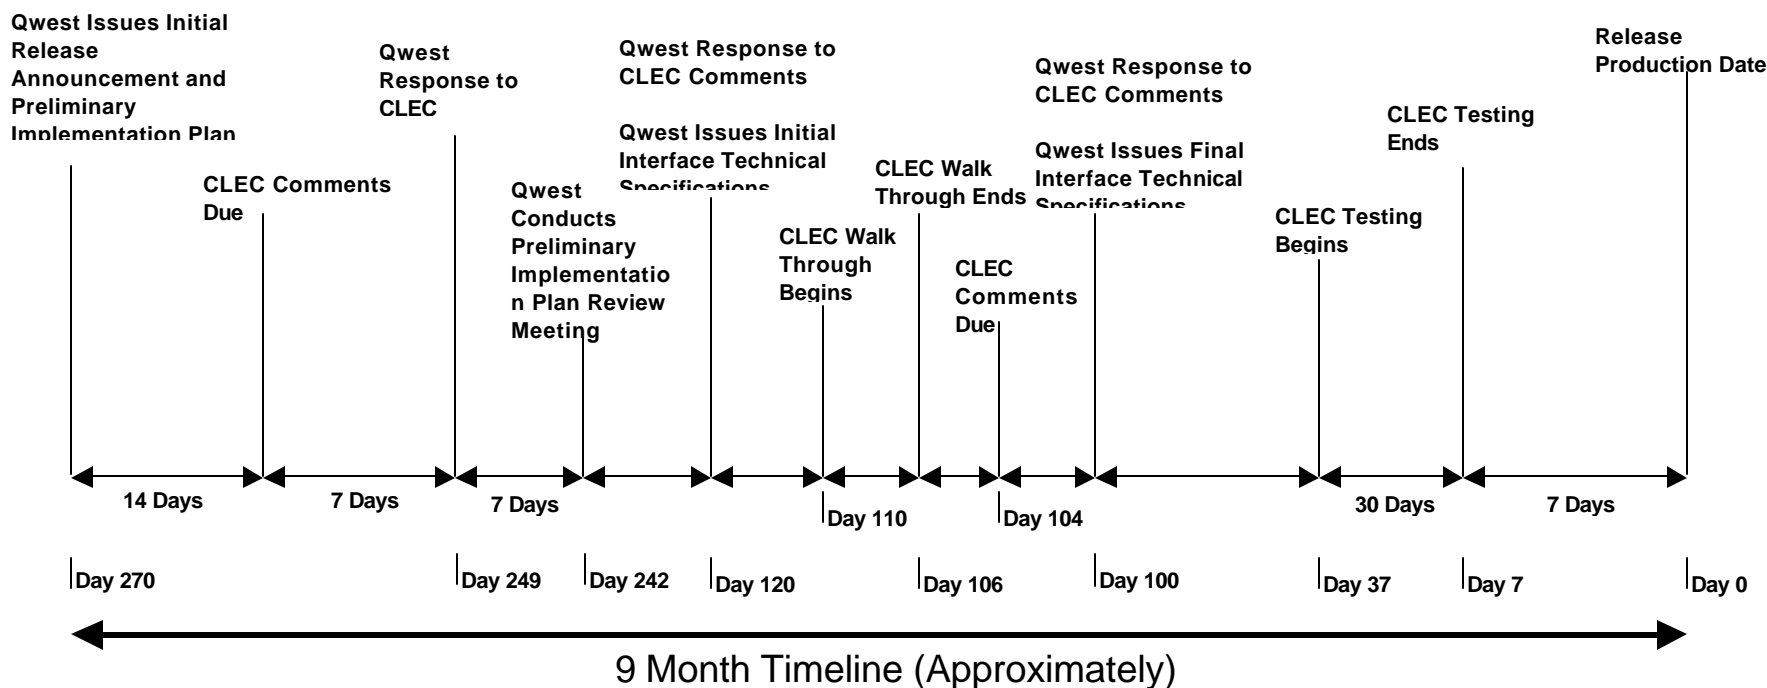 Qwest Issues Initial
Release
Announcement and
Preliminary
Implementation Plan
CLEC Comments
Due
Qwest
Response to
CLEC
Qwest
Conducts
Preliminary
Implementatio
n Plan Review
Meeting
Qwest Response to
CLEC Comments
Qwest Issues Initial
Interface Technical
Specifications
CLEC Walk
Through
Begins
CLEC Walk
Through Ends
CLEC
Comments
Due
Qwest Response to
CLEC Comments
Qwest Issues Final
Interface Technical
Specifications
CLEC Testing
Begins
CLEC Testing
Ends
Release
Production Date
14 Days
7 Days
7 Days
30 Days
7 Days
Day 110
Day 104
Day 270
Day 249
Day 242
Day 120
Day 106
Day 100
Day 37
Day 7
Day 0
9 Month Timeline (Approximately)